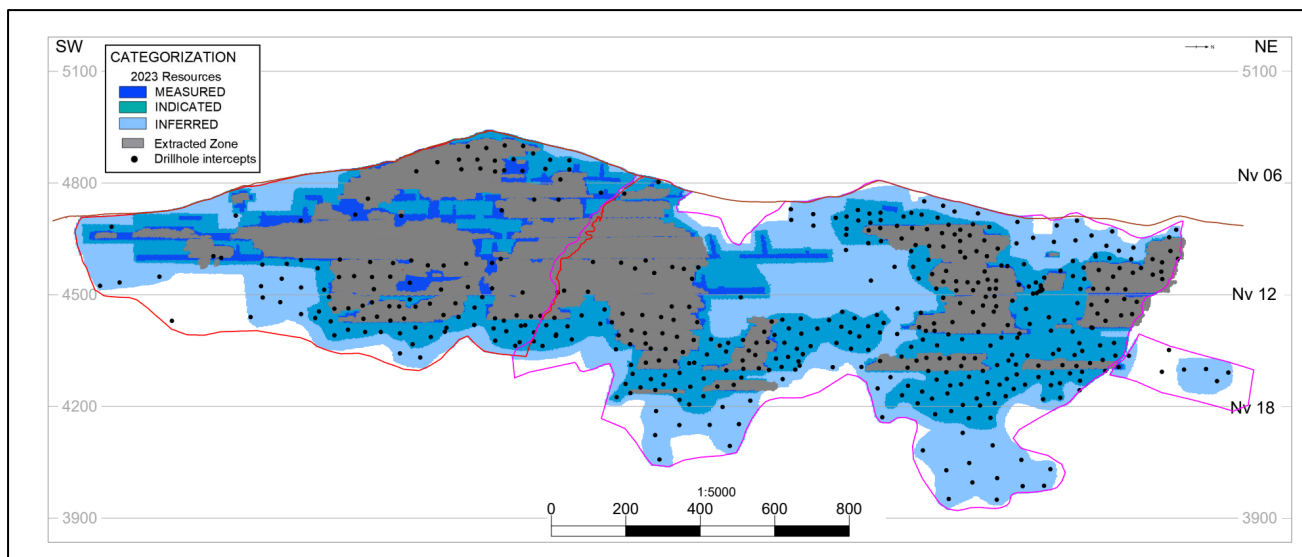 SW
NE
N
CATEGORIZATION
2023 Resources
MEASURED
INDICATED
INFERRED
Extracted Zone
Drillhole intercepts
5100
5100
4800
Nv 06
4500
Nv 12
4200
Nv 18
3900
3900
1:5000
0 200 400 600 800